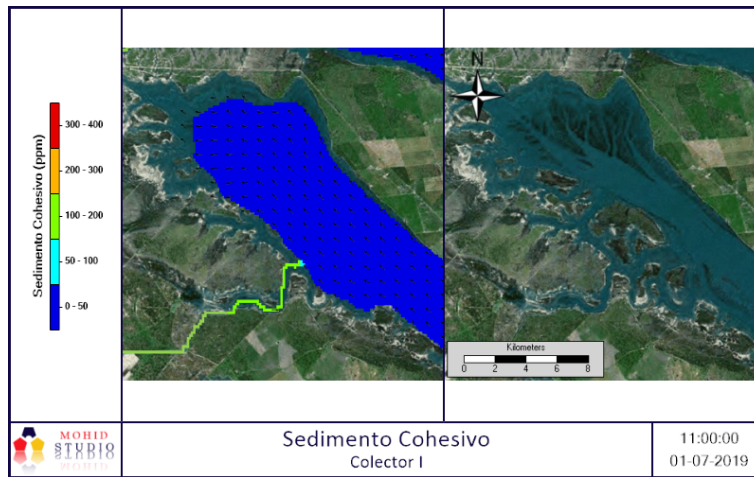 Sedimento Cohesivo (ppm)
300 - 400
200 - 300
100 - 200
50 - 100
0 - 50
N
Kilometers
0 2 4 6 8
MOHID
STUDIO
Sedimento Cohesivo
Colector I
11:00:00
01-07-2019